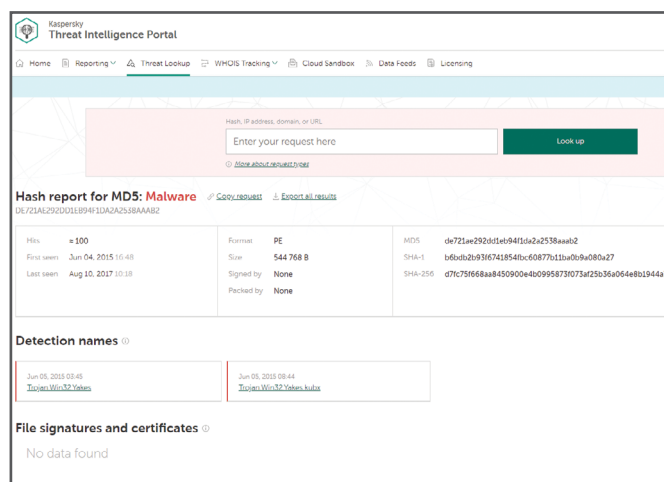 Kaspersky
Threat Intelligence Portal
Home Reporting Threat Lookup WHOIS Tracking Cloud Sandbox Data Feeds Licensing
Hash, IP address, domain, or URL
Enter your request here
Look up
More about request types
Hash report for MD5: Malware Copy request Export all results
DE721AE292DD1EB94F1DA2A2538AAAB2
Hits ≈ 100
First seen Jun 04, 2015 16:48
Last seen Aug 10, 2017 10:18
Format PE
Size 544 768 B
Signed by None
Packed by None
MD5 de721ae292dd1eb94f1da2a2538aaab2
SHA-1 b6bdb2b93f6741854fbc60877b11ba0b9a080a27
SHA-256 d7fc75f668aa8450900e4b0995873f073af25b36a064e8b1944a
Detection names
Jun 05, 2015 03:45
Trojan.Win32.Yakes
Jun 05, 2015 08:44
Trojan.Win32.Yakes.kubx
File signatures and certificates
No data found